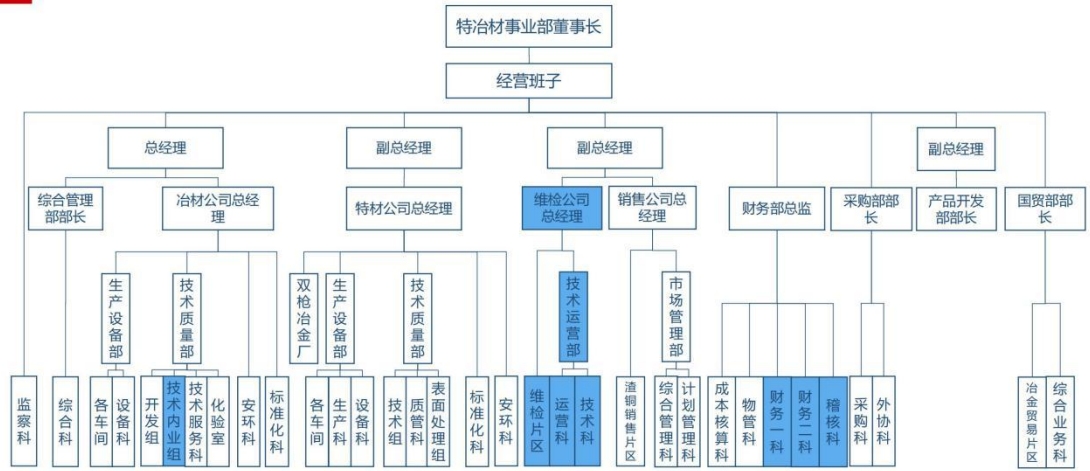 特冶材事业部董事长
经营班子
总经理
副总经理
副总经理
副总经理
综合管理
部部长
冶材公司总经
理
特材公司总经理
维检公司
总经理
销售公司总
经理
财务部总监
采购部部
长
产品开发
部部长
国贸部部
长
生产设备部
技术质量部
双枪冶金厂
生产设备部
技术质量部
技术运营部
市场管理部
监察科
综合科
各车间
设备科
开发组
技术内业组
技术服务科
化验室
安环科
标准化科
各车间
生产科
设备科
技术组
质管科
表面处理组
标准化科
安环科
维检片区
运营科
技术科
渣铜销售片区
综合管理科
计划管理科
成本核算科
物管科
财务一科
财务二科
稽核科
采购科
外协科
冶金贸易片区
综合业务科